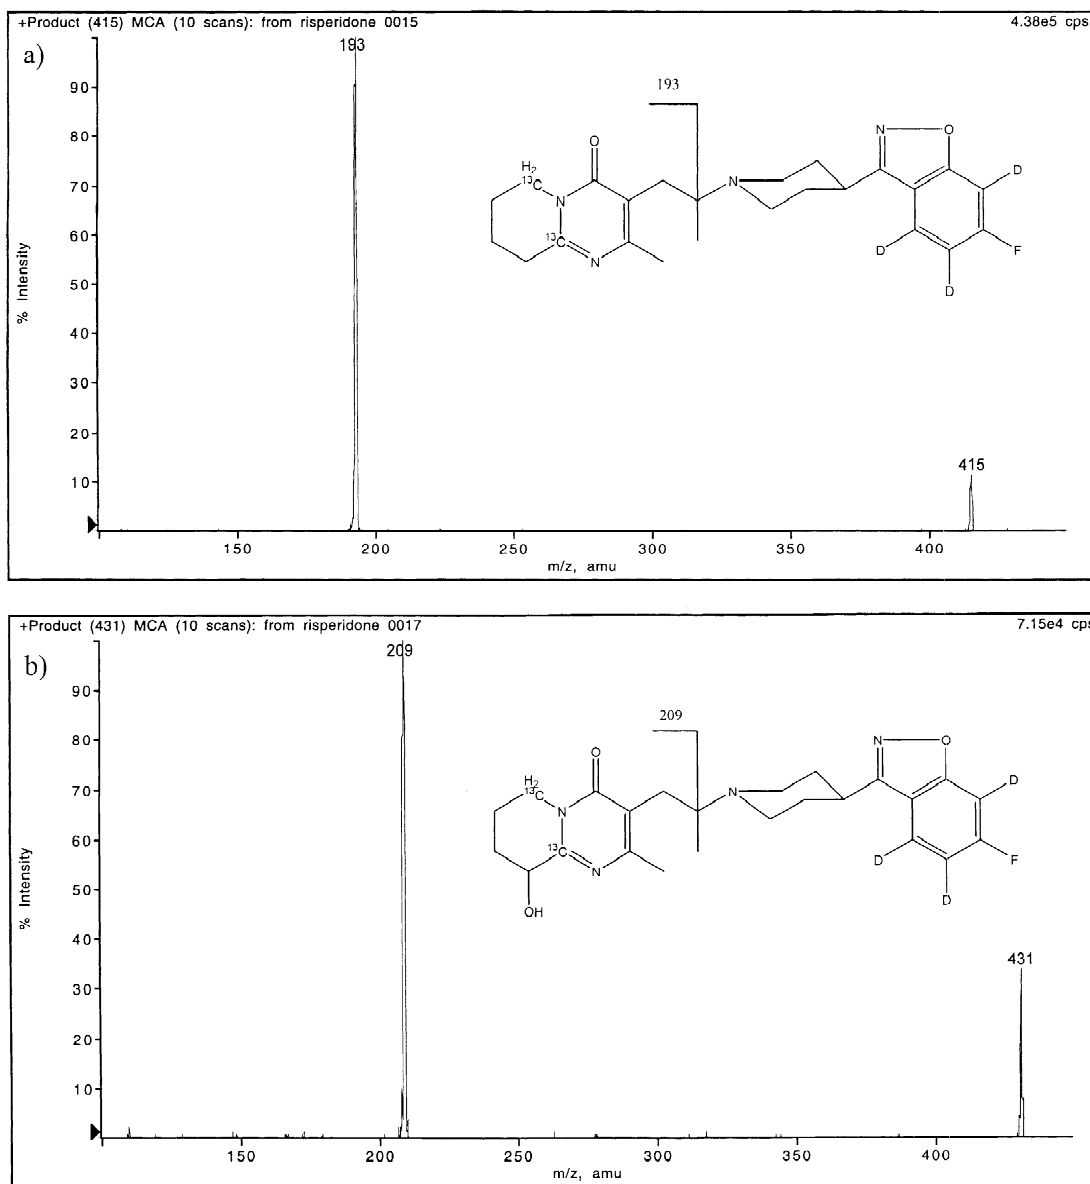 +Product (415) MCA (10 scans): from risperidone 0015 4.38e5 cps
a)
193
90
80
70
60
50
40
30
20
10
% Intensity
193
O
N
O
H2
13C
N
N
D
13C
N
D
F
D
415
150 200 250 300 350 400
m/z, amu
+Product (431) MCA (10 scans): from risperidone 0017 7.15e4 cps
b)
209
90
80
70
60
50
40
30
20
10
% Intensity
209
O
N
O
H2
13C
N
N
D
13C
N
D
F
D
OH
431
150 200 250 300 350 400
m/z, amu